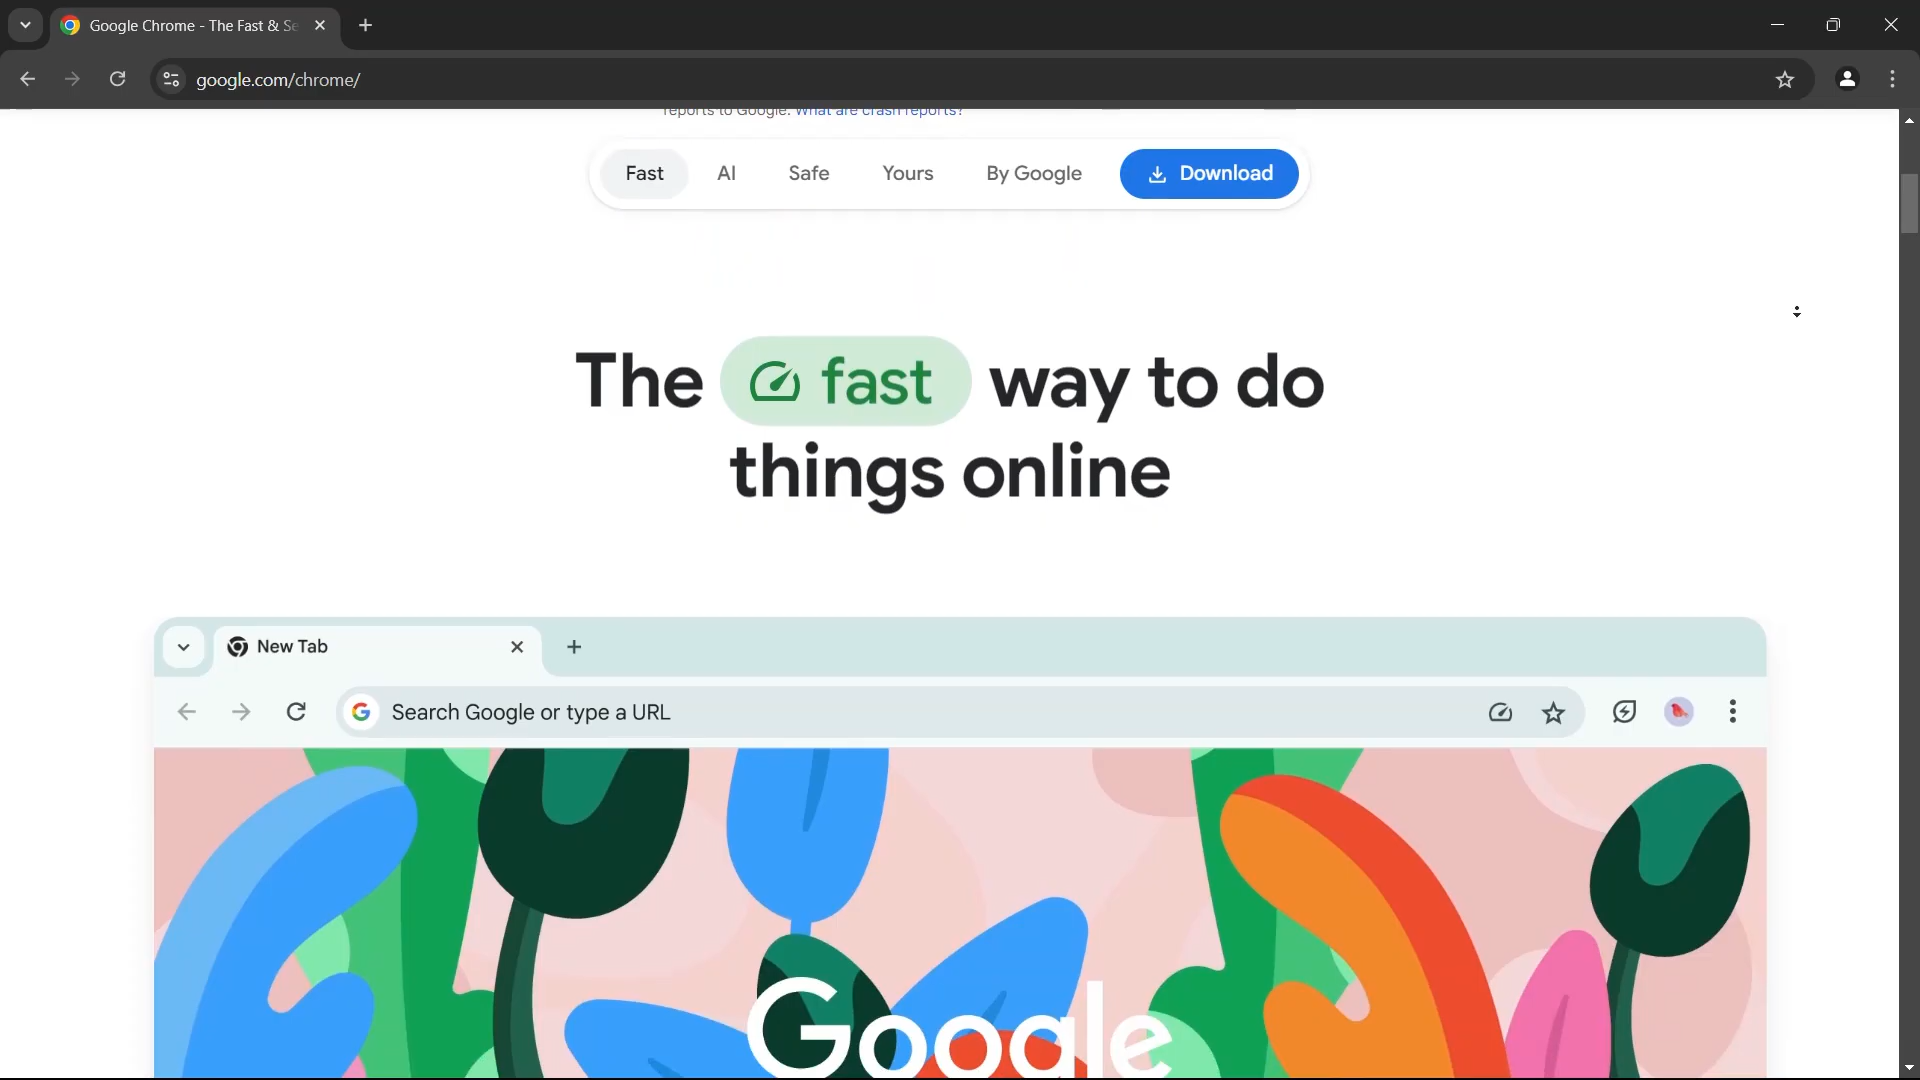 Google Chrome - The Fast & Se
google.com/chrome/
reports to Google. What are crash reports?
Fast AI Safe Yours By Google Download
The fast way to do
things online
New Tab
Search Google or type a URL
Google